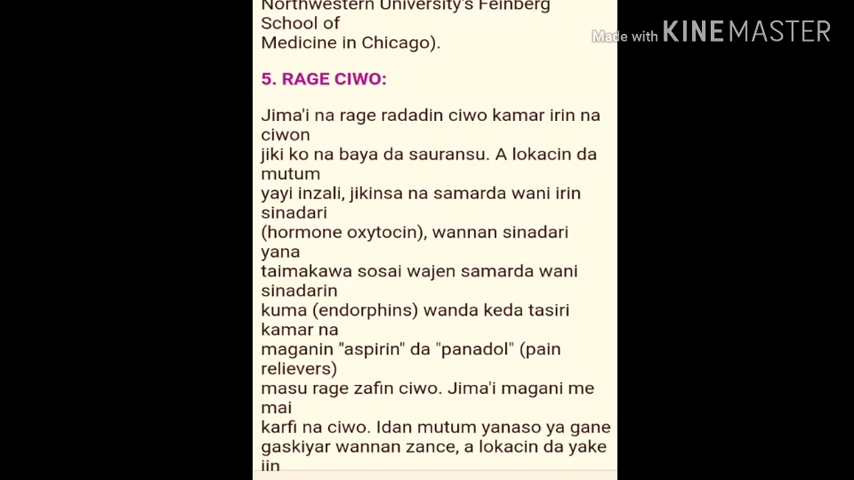 Northwestern University's Feinberg
School of
Medicine in Chicago).
Made with KINEMASTER
5. RAGE CIWO:
Jima'i na rage radadin ciwo kamar irin na
ciwon
jiki ko na baya da sauransu. A lokacin da
mutum
yayi inzali, jikinsa na samarda wani irin
sinadari
(hormone oxytocin), wannan sinadari
yana
taimakawa sosai wajen samarda wani
sinadarin
kuma (endorphins) wanda keda tasiri
kamar na
maganin "aspirin" da "panadol" (pain
relievers)
masu rage zafin ciwo. Jima'i magani me
mai
karfi na ciwo. Idan mutum yanaso ya gane
gaskiyar wannan zance, a lokacin da yake
jin